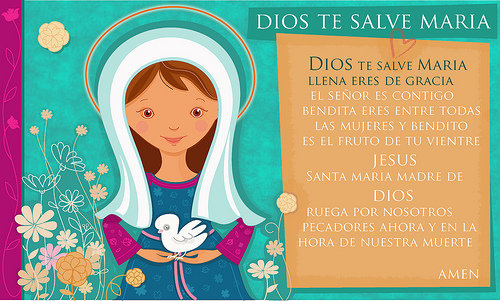 DIOS TE SALVE MARIA
DIOS TE SALVE MARIA
LLENA ERES DE GRACIA
EL SEÑOR ES CONTIGO
BENDITA ERES ENTRE TODAS
LAS MUJERES Y BENDITO
ES EL FRUTO DE TU VIENTRE
JESUS
SANTA MARIA MADRE DE
DIOS
RUEGA POR NOSOTROS
PECADORES AHORA Y EN LA
HORA DE NUESTRA MUERTE
AMEN